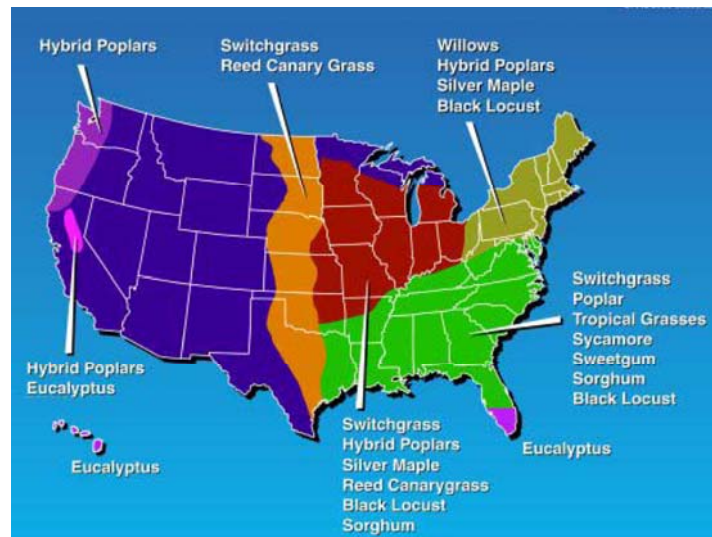 Hybrid Poplars
Switchgrass
Reed Canary Grass
Willows
Hybrid Poplars
Silver Maple
Black Locust
Switchgrass
Poplar
Tropical Grasses
Sycamore
Sweetgum
Sorghum
Black Locust
Hybrid Poplars
Eucalyptus
Switchgrass
Hybrid Poplars
Silver Maple
Reed Canarygrass
Black Locust
Sorghum
Eucalyptus
Eucalyptus